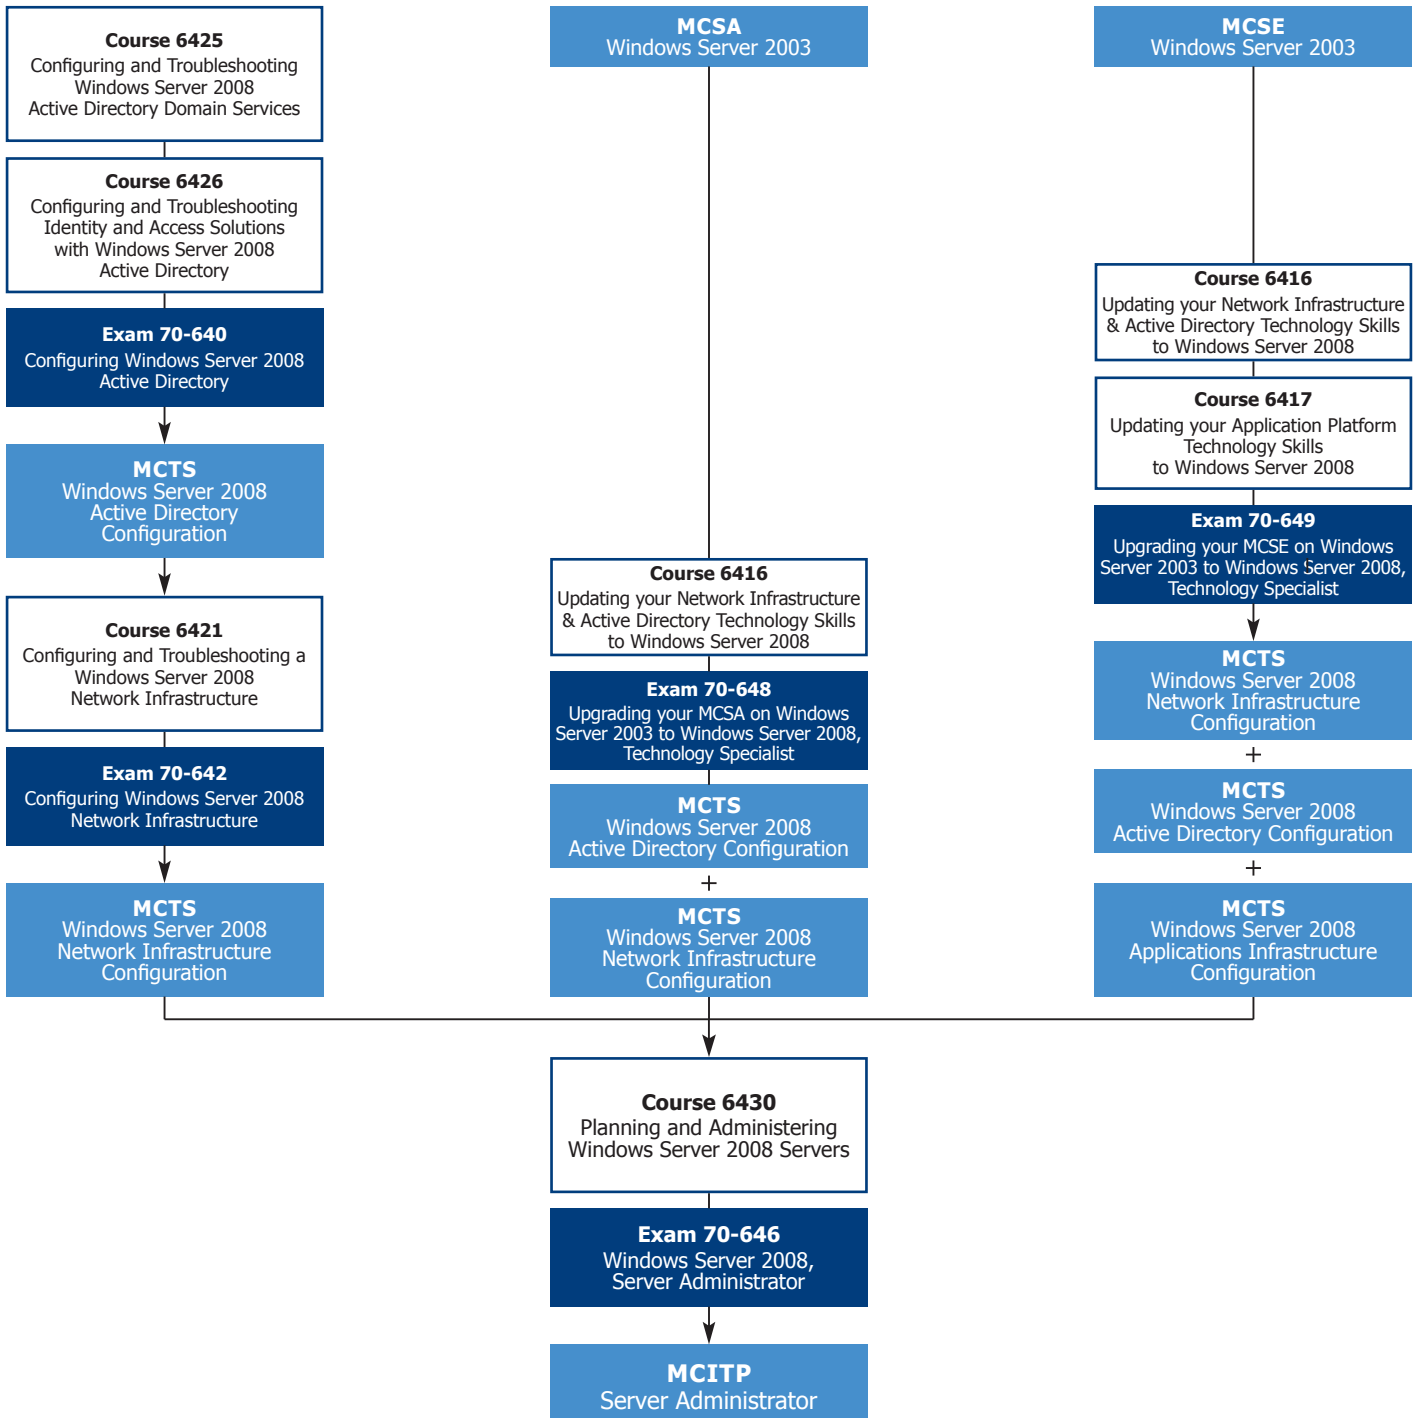 Course 6425
Configuring and Troubleshooting
Windows Server 2008
Active Directory Domain Services
Course 6426
Configuring and Troubleshooting
Identity and Access Solutions
with Windows Server 2008
Active Directory
Exam 70-640
Configuring Windows Server 2008
Active Directory
MCTS
Windows Server 2008
Active Directory
Configuration
Course 6421
Configuring and Troubleshooting a
Windows Server 2008
Network Infrastructure
Exam 70-642
Configuring Windows Server 2008
Network Infrastructure
MCTS
Windows Server 2008
Network Infrastructure
Configuration
MCSA
Windows Server 2003
Course 6416
Updating your Network Infrastructure
& Active Directory Technology Skills
to Windows Server 2008
Exam 70-648
Upgrading your MCSA on Windows
Server 2003 to Windows Server 2008,
Technology Specialist
MCTS
Windows Server 2008
Active Directory Configuration
+
MCTS
Windows Server 2008
Network Infrastructure
Configuration
MCSE
Windows Server 2003
Course 6416
Updating your Network Infrastructure
& Active Directory Technology Skills
to Windows Server 2008
Course 6417
Updating your Application Platform
Technology Skills
to Windows Server 2008
Exam 70-649
Upgrading your MCSE on Windows
Server 2003 to Windows Server 2008,
Technology Specialist
MCTS
Windows Server 2008
Network Infrastructure
Configuration
+
MCTS
Windows Server 2008
Active Directory Configuration
+
MCTS
Windows Server 2008
Applications Infrastructure
Configuration
Course 6430
Planning and Administering
Windows Server 2008 Servers
Exam 70-646
Windows Server 2008,
Server Administrator
MCITP
Server Administrator